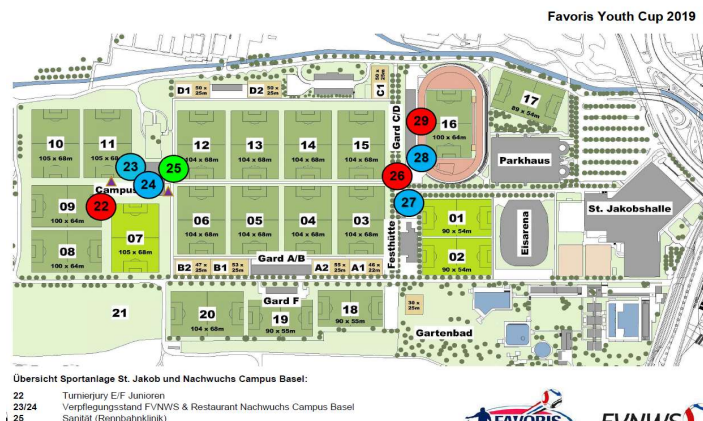 Favoris Youth Cup 2019
D1 50 x 25m
D2 50 x 25m
C1 50 x 25m
Gard C/D
17
89 x 54m
10
105 x 68m
11
105 x 68m
12
104 x 68m
13
104 x 68m
14
104 x 68m
15
104 x 68m
16
100 x 64m
29
28
26
27
23
24
25
22
Campus
Parkhaus
09
100 x 64m
08
100 x 64m
07
105 x 68m
06
104 x 68m
05
104 x 68m
04
104 x 68m
03
104 x 68m
01
90 x 54m
02
90 x 54m
Festhütte
Eisarena
St. Jakobshalle
B2 47 x 25m
B1 53 x 25m
Gard A/B
A2 55 x 25m
A1 46 x 22m
21
20
104 x 68m
Gard F
19
90 x 55m
18
90 x 55m
30 x 25m
Gartenbad
Übersicht Sportanlage St. Jakob und Nachwuchs Campus Basel:
22 Turnierjury E/F Junioren
23/24 Verpflegungsstand FVNWS & Restaurant Nachwuchs Campus Basel
25 Sanität (Rennbahnklinik)
FAVORIS
FVNWS